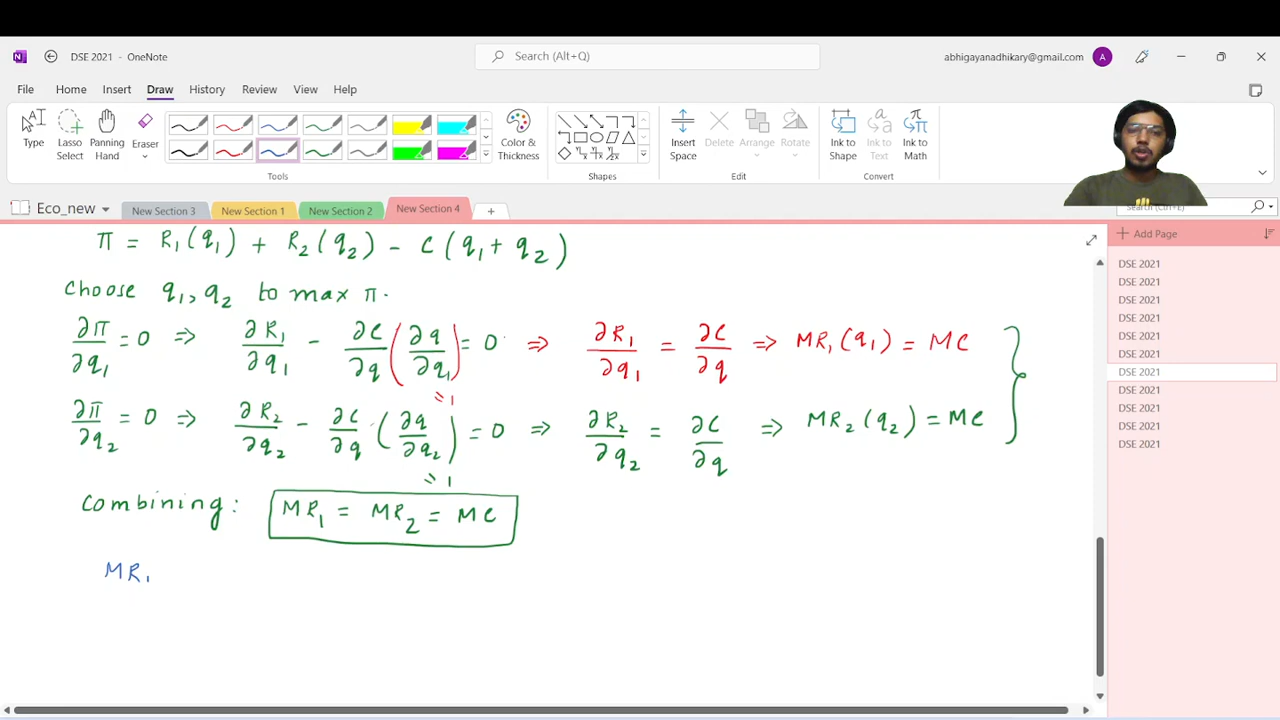 DSE 2021 - OneNote
Search (Alt+Q)
abhigayanadhikary@gmail.com
A
File Home Insert Draw History Review View Help
Type
Lasso Select
Panning Hand
Eraser
Color & Thickness
Insert Space
Delete
Arrange
Rotate
Ink to Shape
Ink to Text
Ink to Math
Tools
Shapes
Edit
Convert
Eco_new
New Section 3
New Section 1
New Section 2
New Section 4
+
Search (Ctrl+E)
Add Page
π = R₁(q₁) + R₂(q₂) - C(q₁ + q₂)
Choose q₁, q₂ to max π.
∂π/∂q₁ = 0 ⇒ ∂R₁/∂q₁ - ∂C/∂q (∂q/∂q₁) = 0 ⇒ ∂R₁/∂q₁ = ∂C/∂q ⇒ MR₁(q₁) = MC
= 1
∂π/∂q₂ = 0 ⇒ ∂R₂/∂q₂ - ∂C/∂q (∂q/∂q₂) = 0 ⇒ ∂R₂/∂q₂ = ∂C/∂q ⇒ MR₂(q₂) = MC
= 1
Combining: MR₁ = MR₂ = MC
MR₁
DSE 2021
DSE 2021
DSE 2021
DSE 2021
DSE 2021
DSE 2021
DSE 2021
DSE 2021
DSE 2021
DSE 2021
DSE 2021